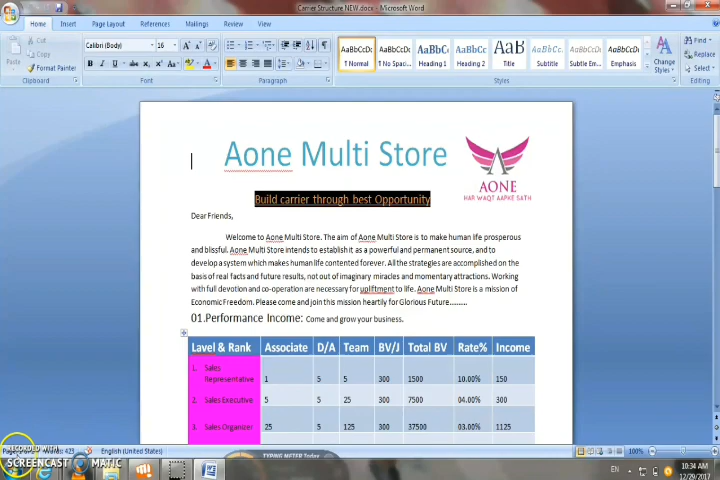 Carrier Structure NEW.docx - Microsoft Word
Home Insert Page Layout References Mailings Review View
Cut
Copy
Format Painter
Paste
Clipboard
Calibri (Body) 16
Font
Paragraph
AaBbCcDc AaBbCcDc AaBbCc AaBbCc AaB AaBbCc. AaBbCcDc AaBbCcDc
¶ Normal ¶ No Spaci... Heading 1 Heading 2 Title Subtitle Subtle Em... Emphasis
Change Styles
Styles
Find
Replace
Select
Editing
Aone Multi Store
AONE
HAR WAQT AAPKE SATH
Build carrier through best Opportunity
Dear Friends,
Welcome to Aone Multi Store. The aim of Aone Multi Store is to make human life prosperous
and blissful. Aone Multi Store intends to establish it as a powerful and permanent source, and to
develop a system which makes human life contented forever. All the strategies are accomplished on the
basis of real facts and future results, not out of imaginary miracles and momentary attractions. Working
with full devotion and co-operation are necessary for upliftment to life. Aone Multi Store is a mission of
Economic Freedom. Please come and join this mission heartily for Glorious Future.........
01.Performance Income: Come and grow your business.
Lavel & Rank Associate D/A Team BV/J Total BV Rate% Income
1. Sales Representative 1 5 5 300 1500 10.00% 150
2. Sales Executive 5 5 25 300 7500 04.00% 300
3. Sales Organizer 25 5 125 300 37500 03.00% 1125
Words: 423 English (United States) 100%
RECORDED WITH
SCREENCAST MATIC
TYPING METER Today
EN 10:34 AM
12/29/2017